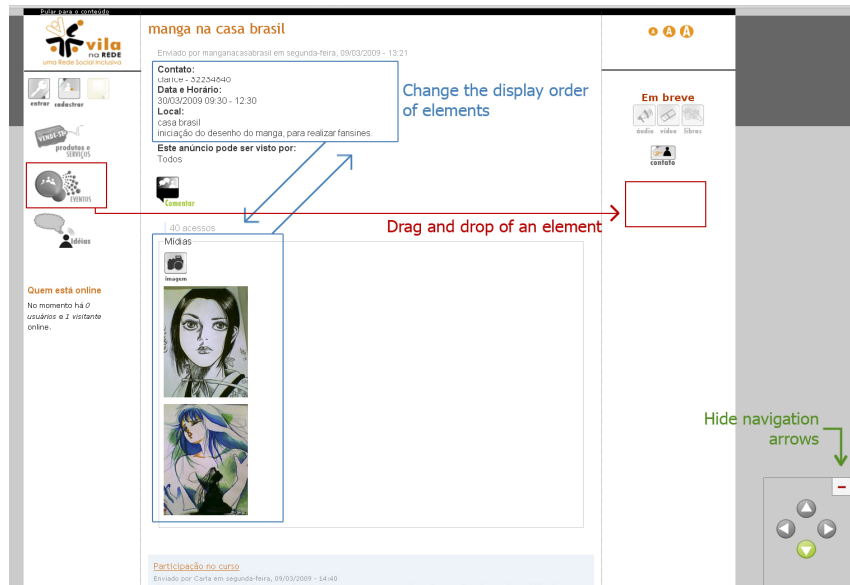 Pular para o conteúdo
vila
na REDE
uma Rede Social Inclusiva
entrar cadastrar
VENDE-SE
produtos e
SERVIÇOS
EVENTOS
Idéias
Quem está online
No momento há 0
usuários e 1 visitante
online.
manga na casa brasil
Enviado por manganacasabrasil em segunda-feira, 09/03/2009 - 13:21
Contato:
clarice - 32234840
Data e Horário:
30/03/2009 09:30 - 12:30
Local:
casa brasil
iniciação do desenho do manga, para realizar fansines.
Este anúncio pode ser visto por:
Todos
Comentar
40 acessos
Mídias
imagem
Participação no curso
Enviado por Carla em segunda-feira, 09/03/2009 - 14:40
Change the display order
of elements
Drag and drop of an element
A A A
Em breve
áudio vídeo libras
contato
Hide navigation
arrows